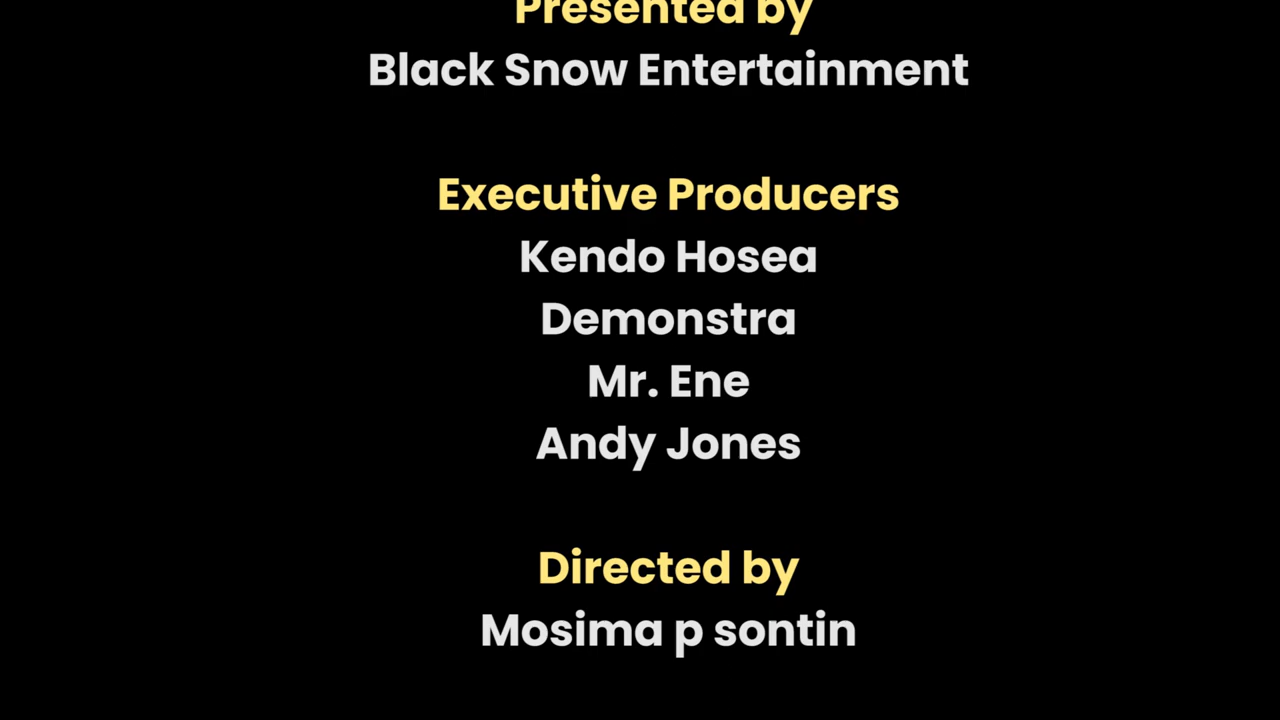 Presented by
Black Snow Entertainment
Executive Producers
Kendo Hosea
Demonstra
Mr. Ene
Andy Jones
Directed by
Mosima p sontin